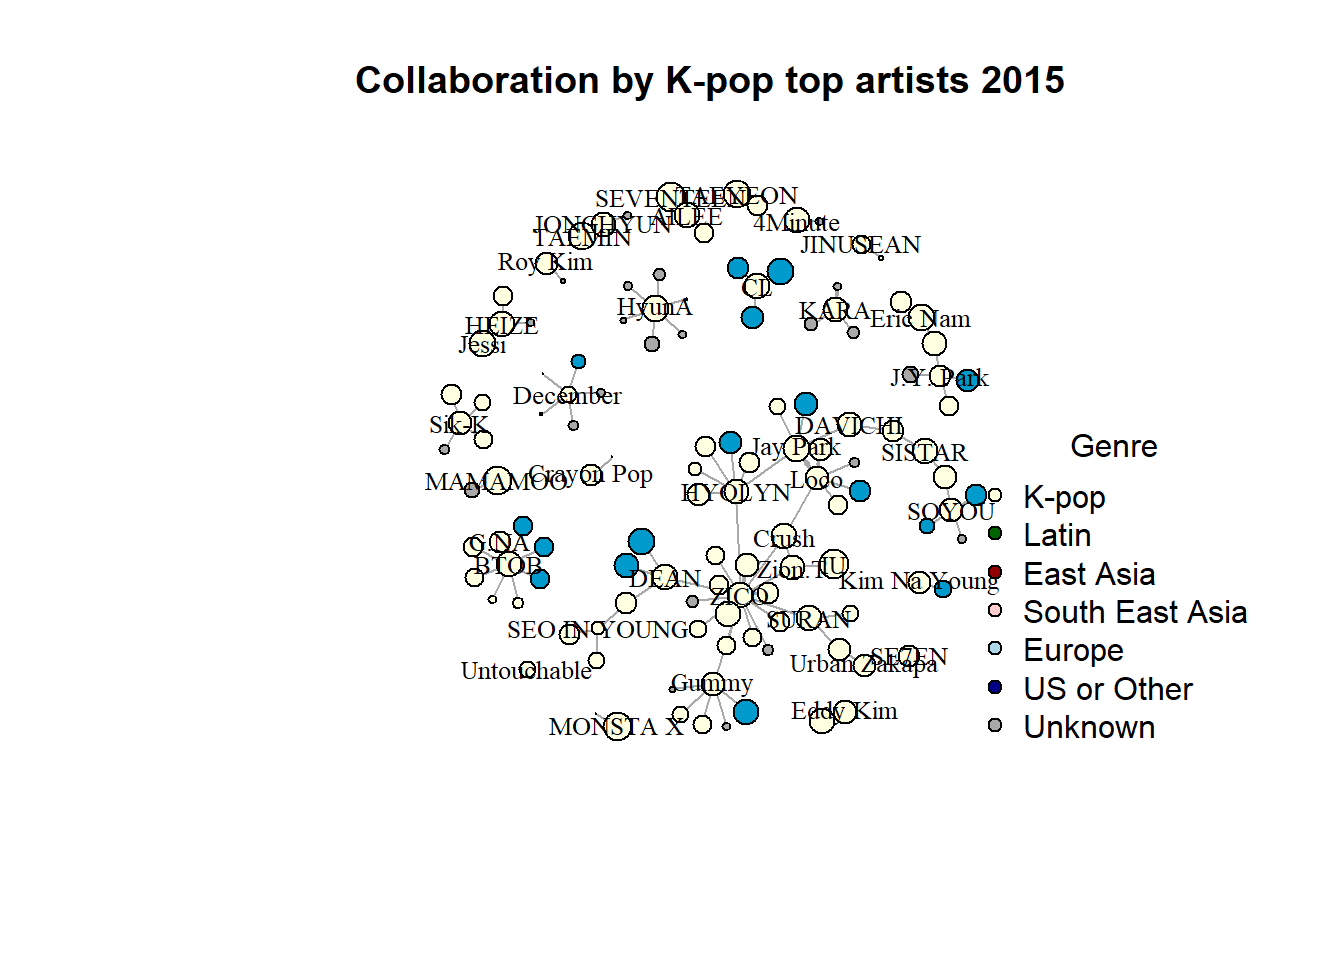 Collaboration by K-pop top artists 2015
SEVENTEEN
TAEYEON
AILEE
JONGHYUN
4Minute
TAEMIN
JINUSEAN
Roy Kim
CL
HyunA
KARA
Eric Nam
HEIZE
Jessi
J.Y. Park
December
Sik-K
DAVICHI
Jay Park
SISTAR
Crayon Pop
Loco
MAMAMOO
HYOLYN
SOYOU
Crush
G.NA
BTOB
Zion.T
IU
DEAN
Kim Na Young
ZICO
SURAN
SEO IN YOUNG
SE7EN
Urban Zakapa
Untouchable
Gummy
Eddy Kim
MONSTA X
Genre
K-pop
Latin
East Asia
South East Asia
Europe
US or Other
Unknown